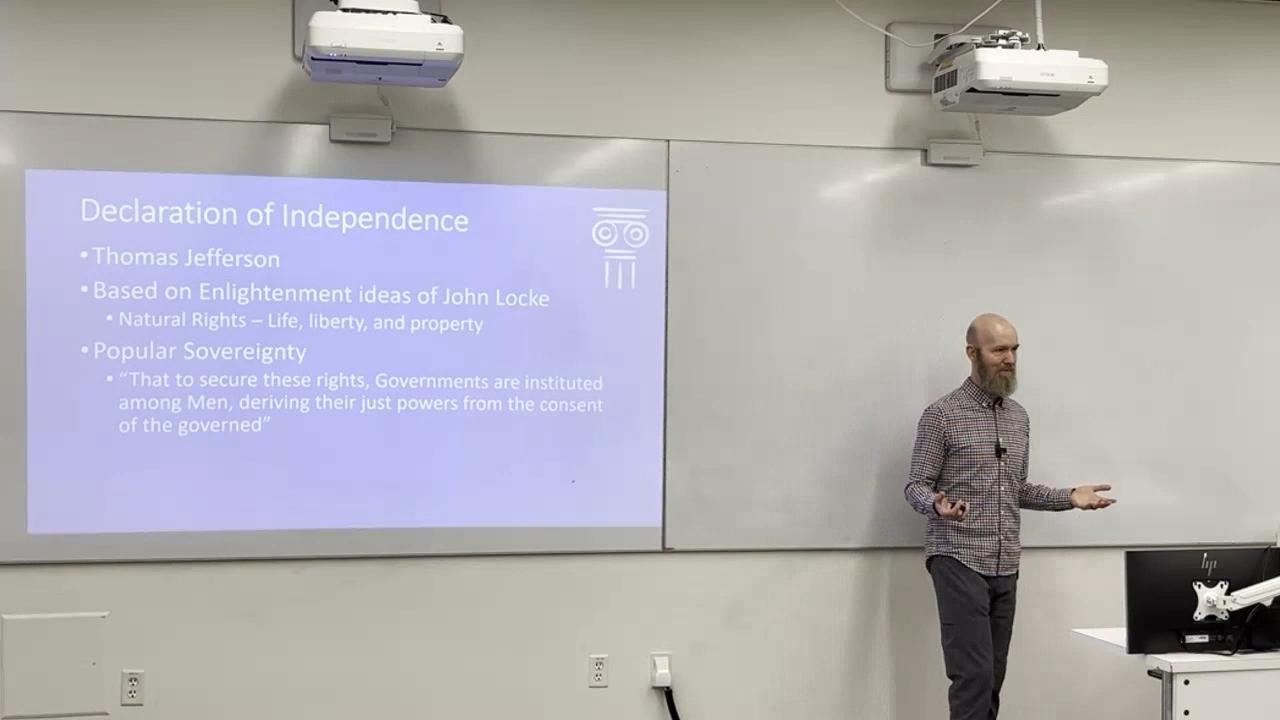 Declaration of Independence
• Thomas Jefferson
• Based on Enlightenment ideas of John Locke
• Natural Rights – Life, liberty, and property
• Popular Sovereignty
• “That to secure these rights, Governments are instituted
among Men, deriving their just powers from the consent
of the governed”
hp